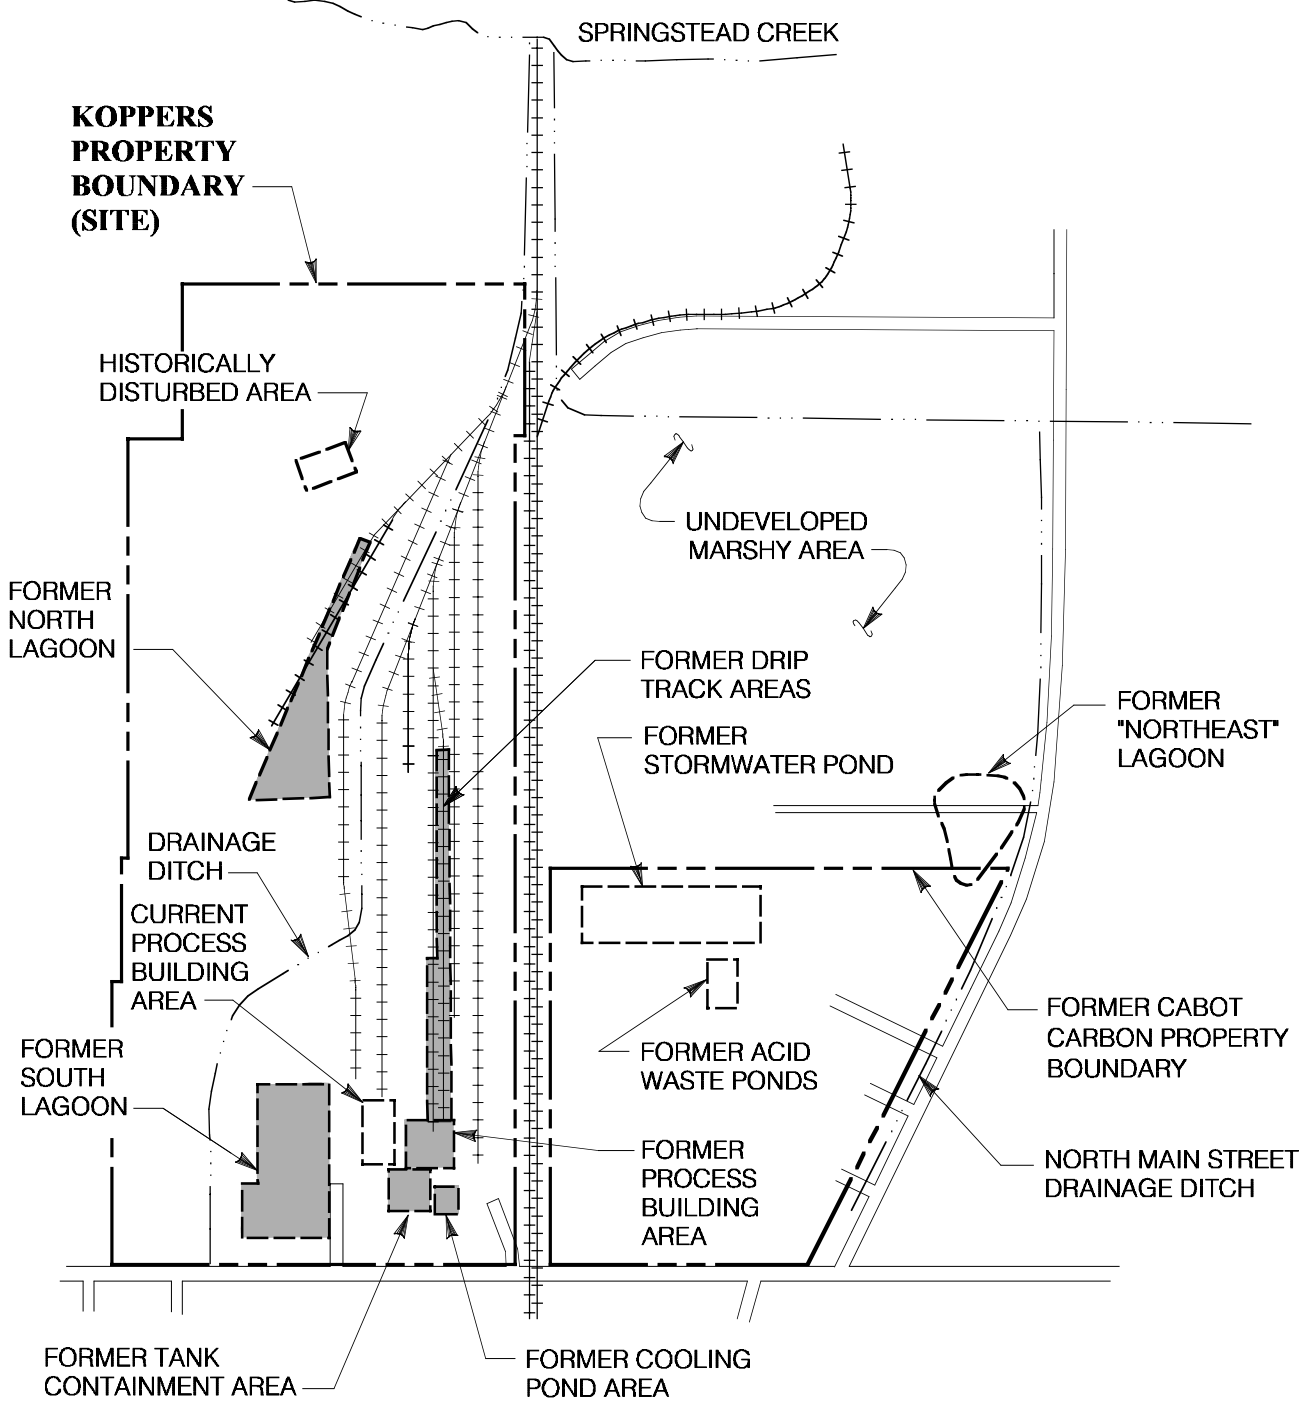 SPRINGSTEAD CREEK
KOPPERS
PROPERTY
BOUNDARY
(SITE)
HISTORICALLY
DISTURBED AREA
UNDEVELOPED
MARSHY AREA
FORMER
NORTH
LAGOON
FORMER DRIP
TRACK AREAS
FORMER
STORMWATER POND
FORMER
"NORTHEAST"
LAGOON
DRAINAGE
DITCH
CURRENT
PROCESS
BUILDING
AREA
FORMER CABOT
CARBON PROPERTY
BOUNDARY
FORMER
SOUTH
LAGOON
FORMER ACID
WASTE PONDS
FORMER
PROCESS
BUILDING
AREA
NORTH MAIN STREET
DRAINAGE DITCH
FORMER TANK
CONTAINMENT AREA
FORMER COOLING
POND AREA